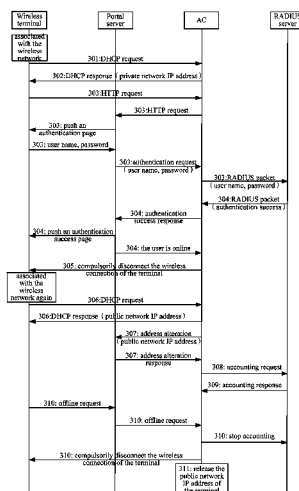 Wireless
terminal
Portal
server
AC
RADIUS
server
associated
with the
wireless
network
301:DHCP request
302:DHCP response ( private network IP address )
303:HTTP request
303:HTTP request
303: push an
authentication page
303: user name, password
303:authentication request
( user name, password )
303:RADIUS packet
( user name, password )
304:RADIUS packet
( authentication success )
304: authentication
success response
304: push an authentication
success page
304: the user is online
305: compulsorily disconnect the wireless
connection of the terminal
associated
with the
wireless
network again
306:DHCP request
306:DHCP response ( public network IP address )
307: address alteration
( public network IP address )
307: address alteration
response
308: accounting request
309: accounting response
310: offline request
310: offline request
310: stop accounting
310: compulsorily disconnect the wireless
connection of the terminal
311: release the
public network
IP address of
the terminal